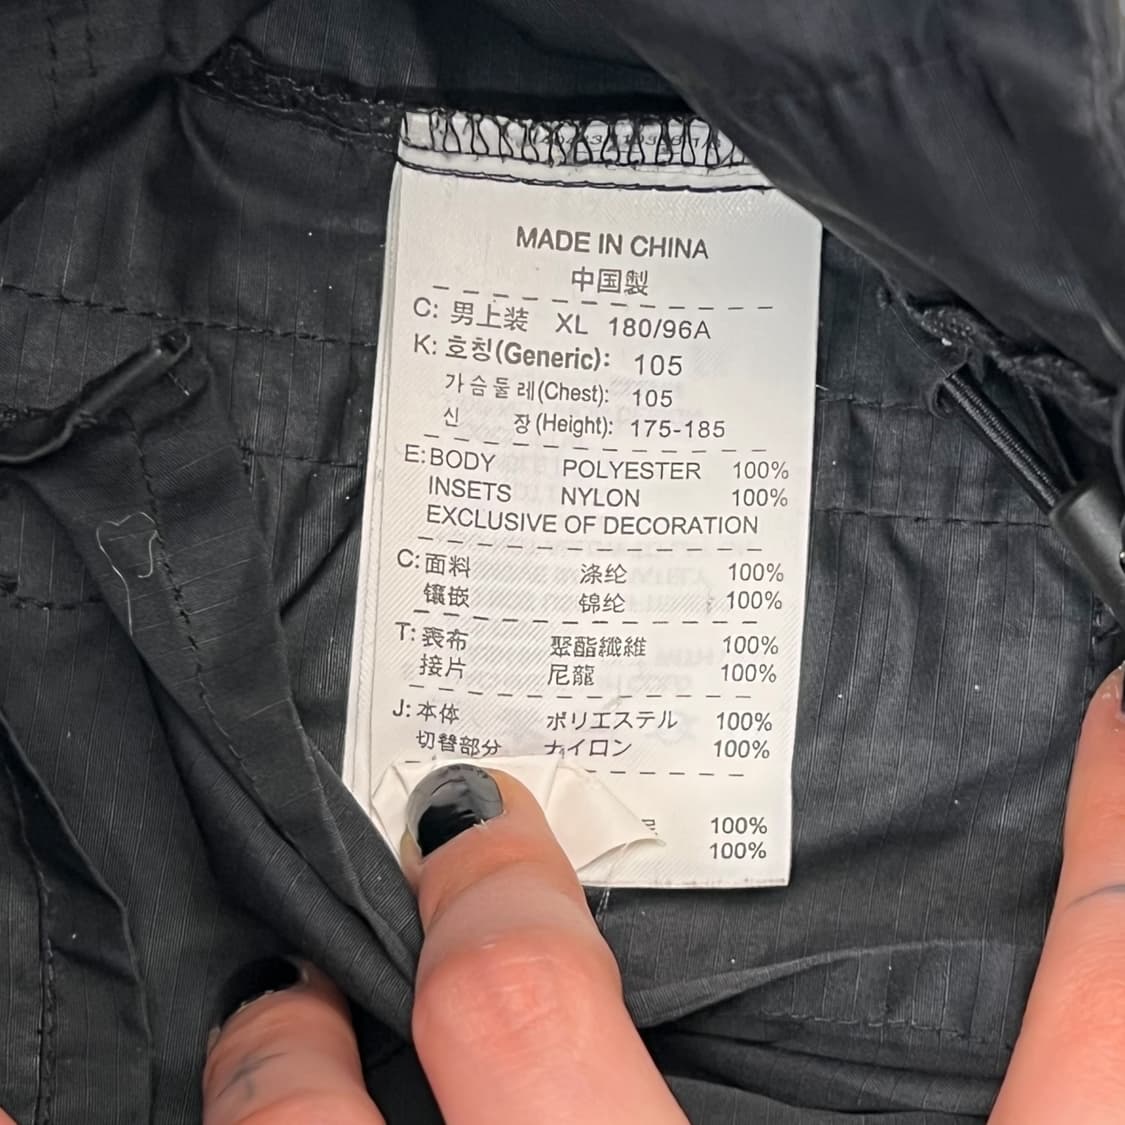 MADE IN CHINA
中国製
C: 男上装 XL 180/96A
K: 호칭(Generic): 105
가슴둘레(Chest): 105
신 장(Height): 175-185
E: BODY POLYESTER 100%
INSETS NYLON 100%
EXCLUSIVE OF DECORATION
C: 面料 涤纶 100%
镶嵌 锦纶 100%
T: 表布 聚酯纖維 100%
接片 尼龍 100%
J: 本体 ポリエステル 100%
切替部分 ナイロン 100%
100%
100%